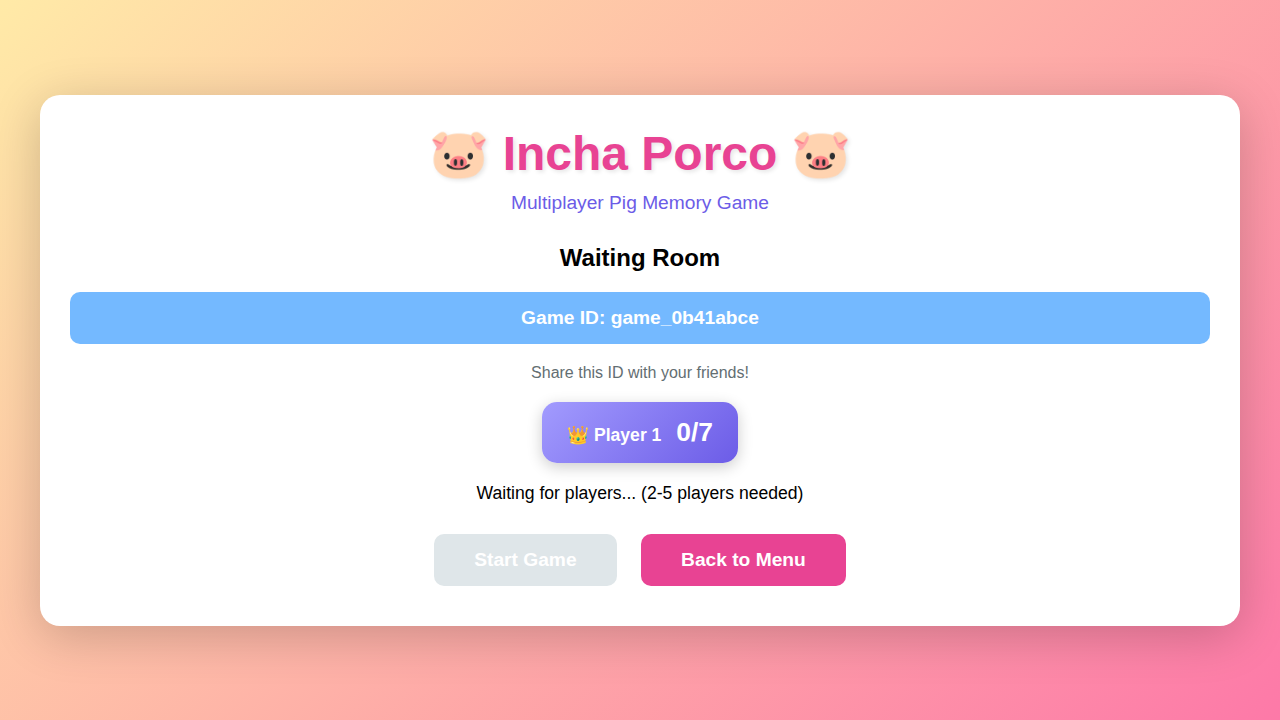 🐷 Incha Porco 🐷
Multiplayer Pig Memory Game
Waiting Room
Game ID: game_0b41abce
Share this ID with your friends!
👑 Player 1 0/7
Waiting for players... (2-5 players needed)
Start Game
Back to Menu